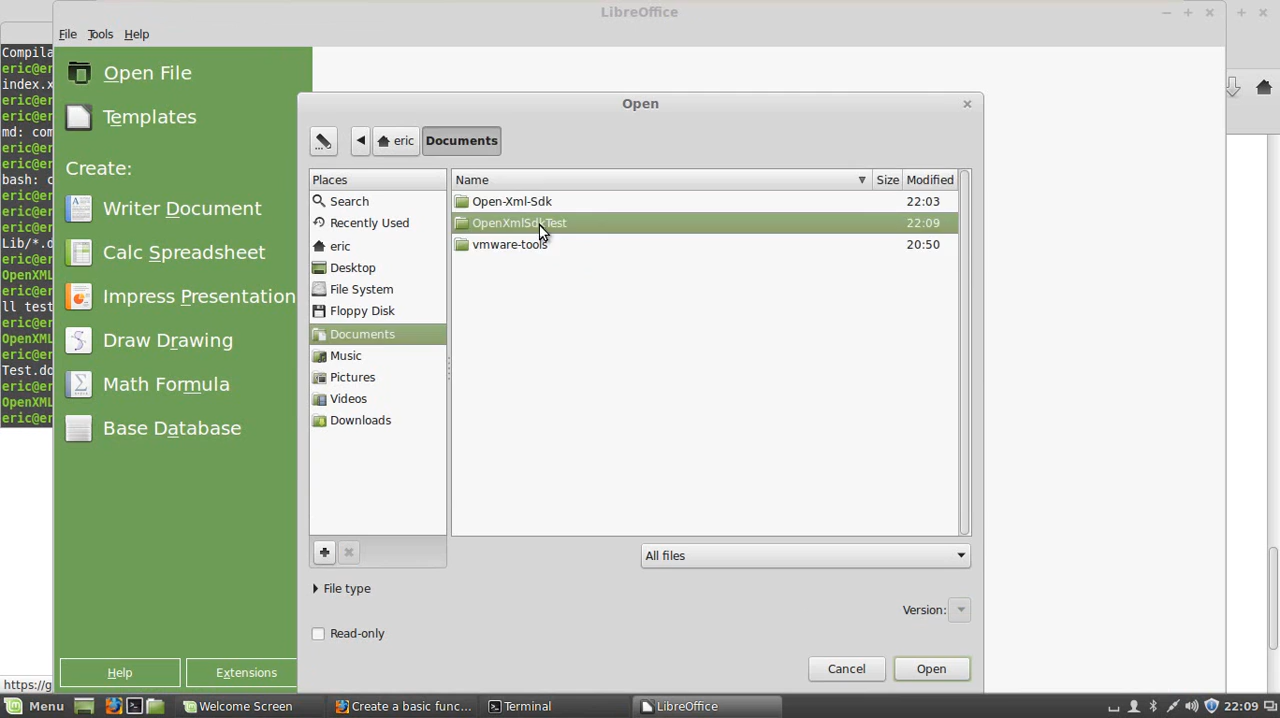 LibreOffice
File Tools Help
Open File
Templates
Create:
Writer Document
Calc Spreadsheet
Impress Presentation
Draw Drawing
Math Formula
Base Database
Help
Extensions
Open
eric
Documents
Places
Search
Recently Used
eric
Desktop
File System
Floppy Disk
Documents
Music
Pictures
Videos
Downloads
Name Size Modified
Open-Xml-Sdk 22:03
OpenXmlSdkTest 22:09
vmware-tools 20:50
All files
File type
Version:
Read-only
Cancel
Open
Compila
eric@er
index.x
eric@er
eric@er
md: com
eric@er
eric@er
bash: c
eric@er
eric@er
eric@er
Lib/*.d
eric@er
OpenXML
eric@er
ll test
eric@er
OpenXML
eric@er
Test.do
eric@er
OpenXML
eric@er
https://g
Menu
Welcome Screen
Create a basic func...
Terminal
LibreOffice
22:09